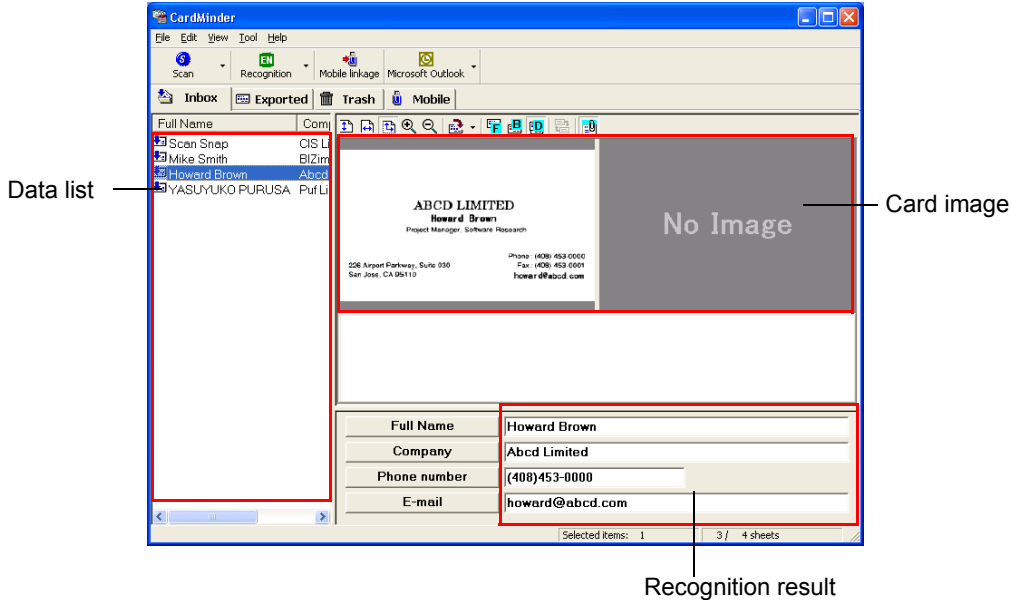 CardMinder
File Edit View Tool Help
Scan Recognition Mobile linkage Microsoft Outlook
Inbox Exported Trash Mobile
Full Name Com
Scan Snap CIS Li
Mike Smith BIZim
Howard Brown Abcd
YASUYUKO PURUSA Puf Li
Data list
ABCD LIMITED
Howard Brown
Project Manager, Software Research
Phone : (408) 453-0000
226 Airport Parkway, Suite 030 Fax : (408) 453-0001
San Jose, CA 95110 howard@abcd.com
No Image
Card image
Full Name Howard Brown
Company Abcd Limited
Phone number (408)453-0000
E-mail howard@abcd.com
Selected items: 1 3 / 4 sheets
Recognition result